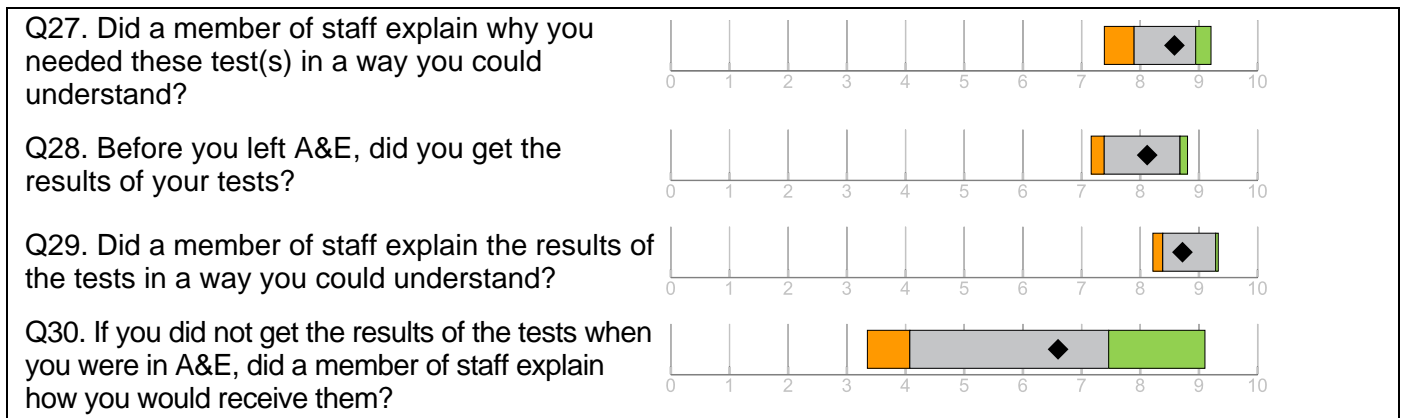 Q27. Did a member of staff explain why you
needed these test(s) in a way you could
understand?
0 1 2 3 4 5 6 7 8 9 10
Q28. Before you left A&E, did you get the
results of your tests?
0 1 2 3 4 5 6 7 8 9 10
Q29. Did a member of staff explain the results of
the tests in a way you could understand?
0 1 2 3 4 5 6 7 8 9 10
Q30. If you did not get the results of the tests when
you were in A&E, did a member of staff explain
how you would receive them?
0 1 2 3 4 5 6 7 8 9 10